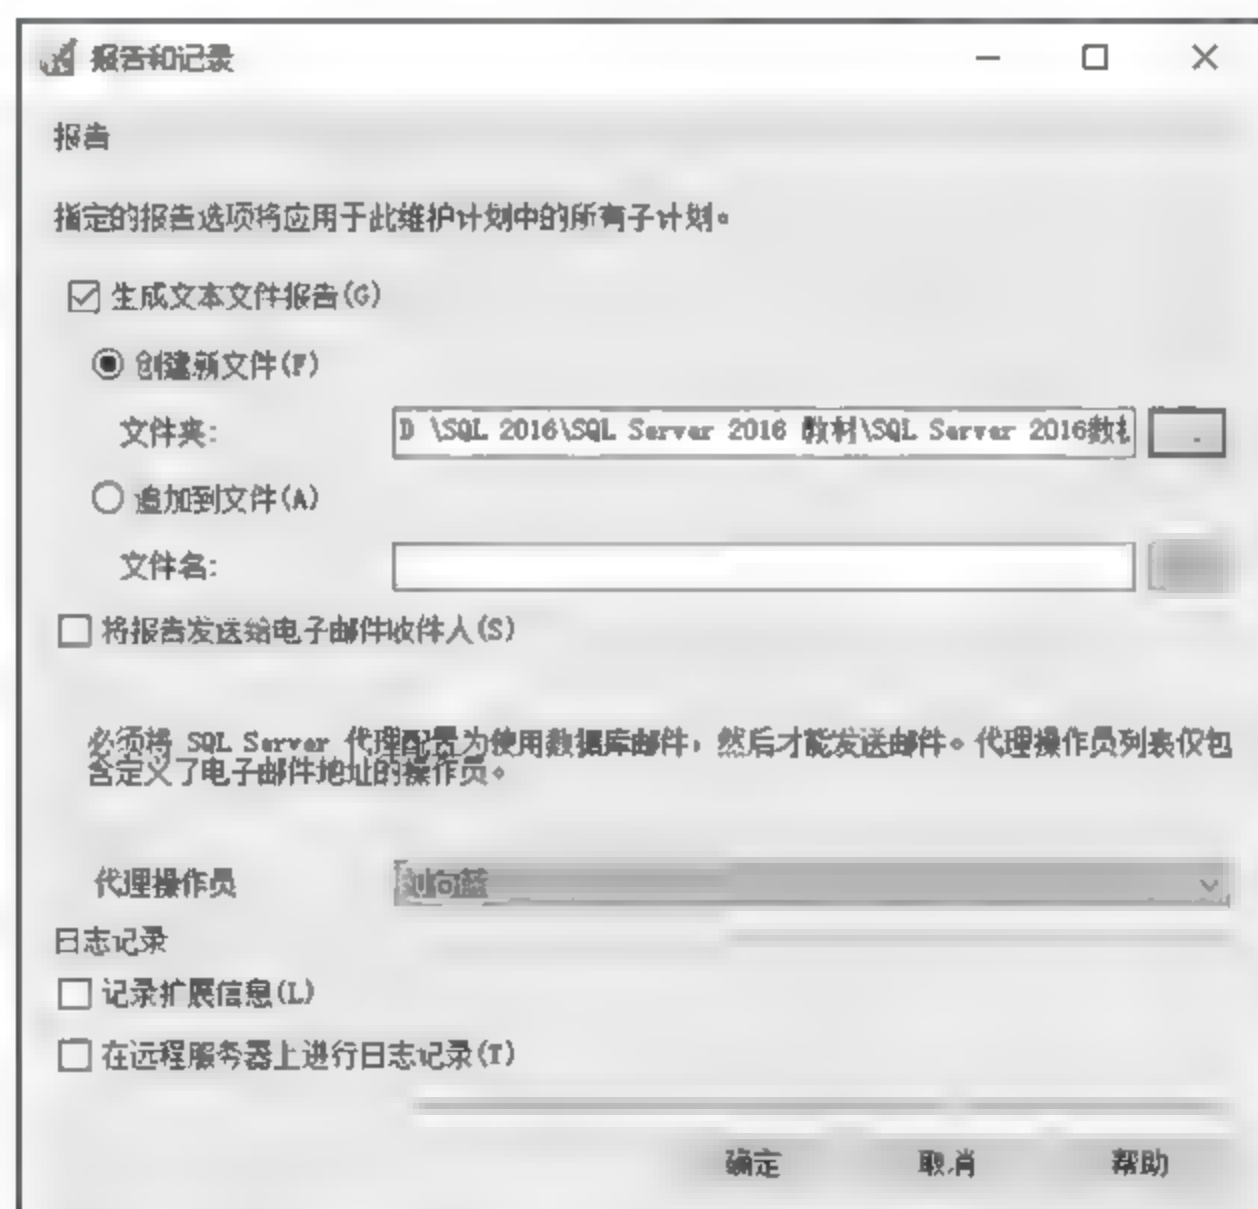 报告和记录
报告
指定的报告选项将应用于此维护计划中的所有子计划。
生成文本文件报告(G)
创建新文件(F)
文件夹:
D \SQL 2016\SQL Server 2016 教材\SQL Server 2016教材
追加到文件(A)
文件名:
将报告发送给电子邮件收件人(S)
必须将 SQL Server 代理配置为使用数据库邮件，然后才能发送邮件。代理操作员列表仅包
含定义了电子邮件地址的操作员。
代理操作员
日志记录
记录扩展信息(L)
在远程服务器上进行日志记录(T)
确定 取消 帮助